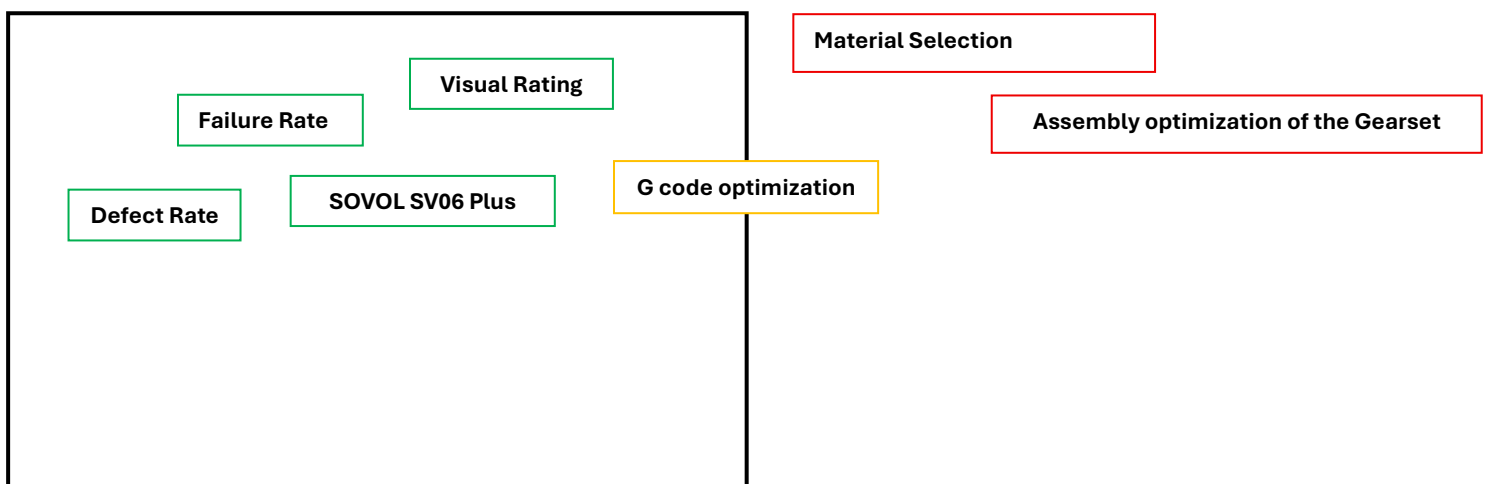 Material Selection
Visual Rating
Failure Rate
Assembly optimization of the Gearset
G code optimization
SOVOL SV06 Plus
Defect Rate